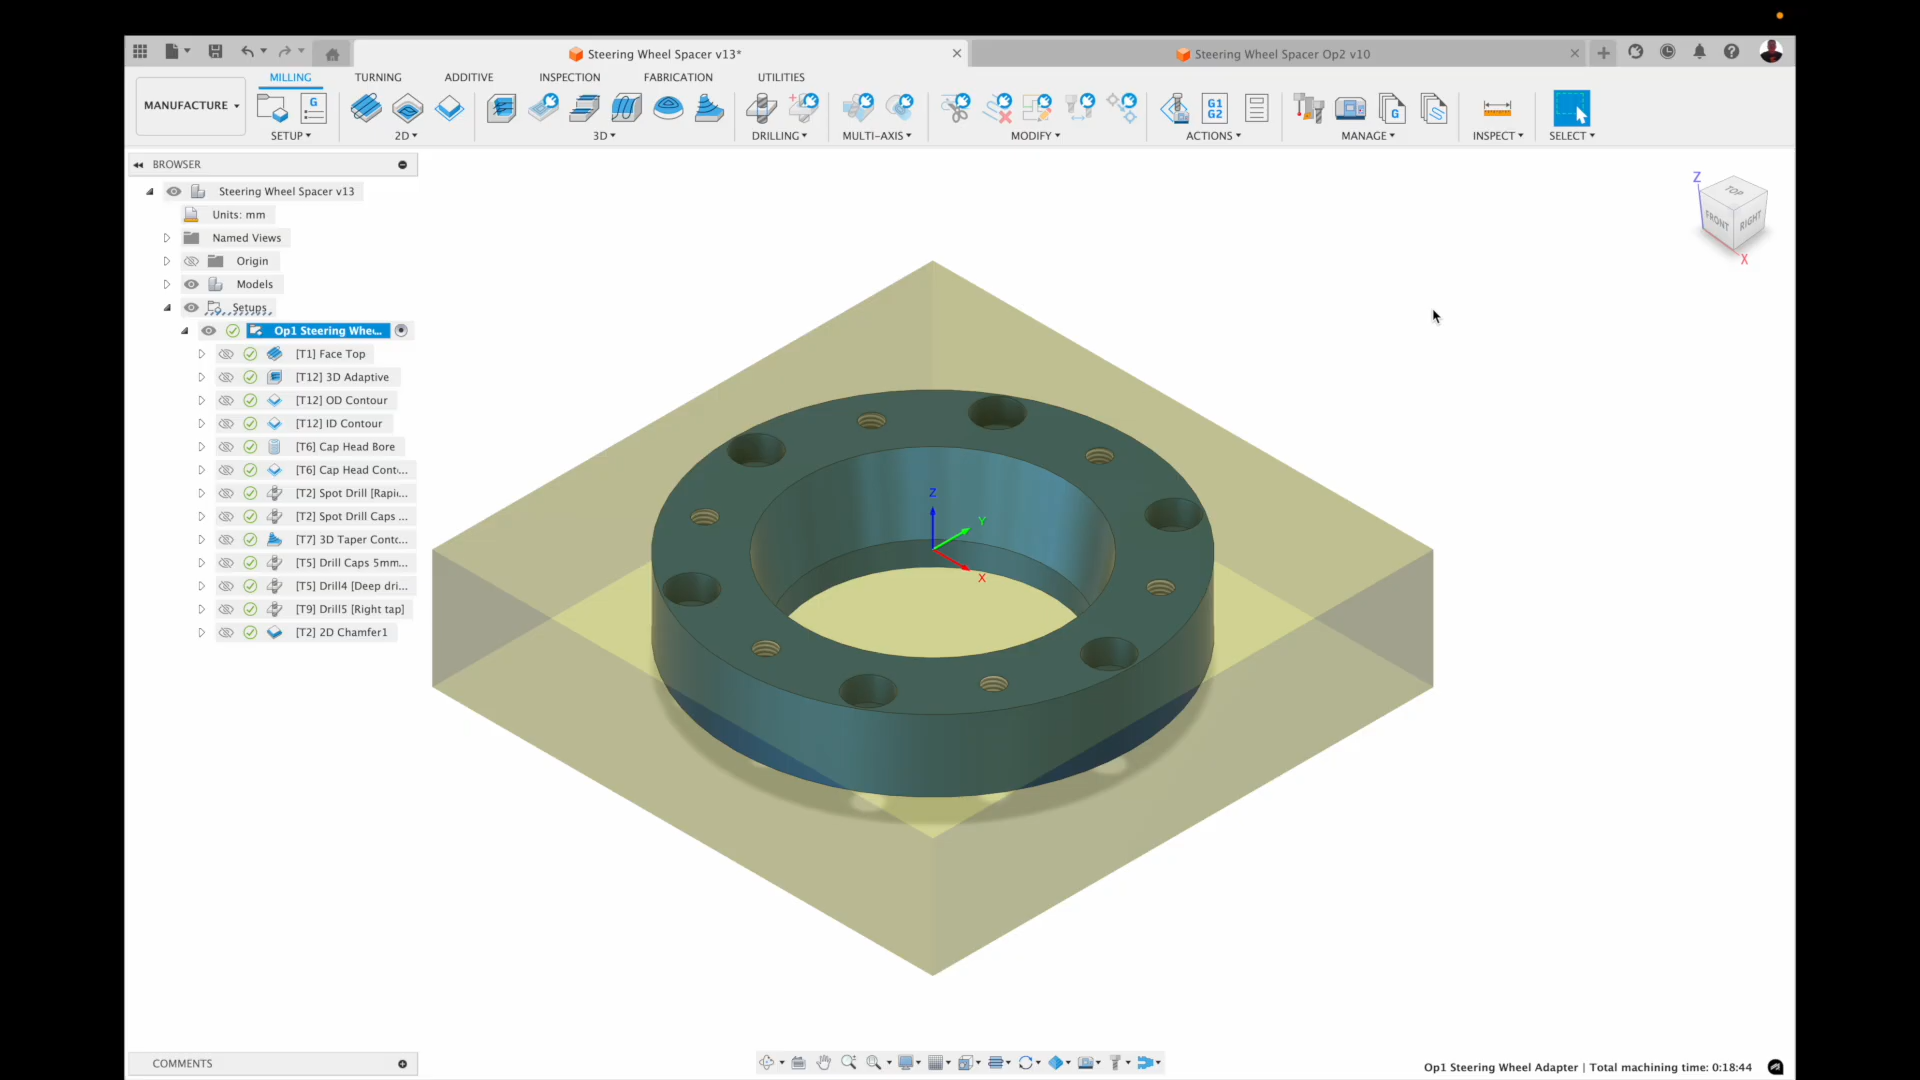 Steering Wheel Spacer v13*
Steering Wheel Spacer Op2 v10
MILLING TURNING ADDITIVE INSPECTION FABRICATION UTILITIES
MANUFACTURE
G
G
G1
G2
G
SETUP 2D 3D DRILLING MULTI-AXIS MODIFY ACTIONS MANAGE INSPECT SELECT
BROWSER
Steering Wheel Spacer v13
Units: mm
Named Views
Origin
Models
Setups
Op1 Steering Whee...
[T1] Face Top
[T12] 3D Adaptive
[T12] OD Contour
[T12] ID Contour
[T6] Cap Head Bore
[T6] Cap Head Cont...
[T2] Spot Drill [Rapi...
[T2] Spot Drill Caps ...
[T7] 3D Taper Conto...
[T5] Drill Caps 5mm...
[T5] Drill4 [Deep dri...
[T9] Drill5 [Right tap]
[T2] 2D Chamfer1
Z
TOP
FRONT
RIGHT
X
Z
Y
X
COMMENTS
Op1 Steering Wheel Adapter | Total machining time: 0:18:44